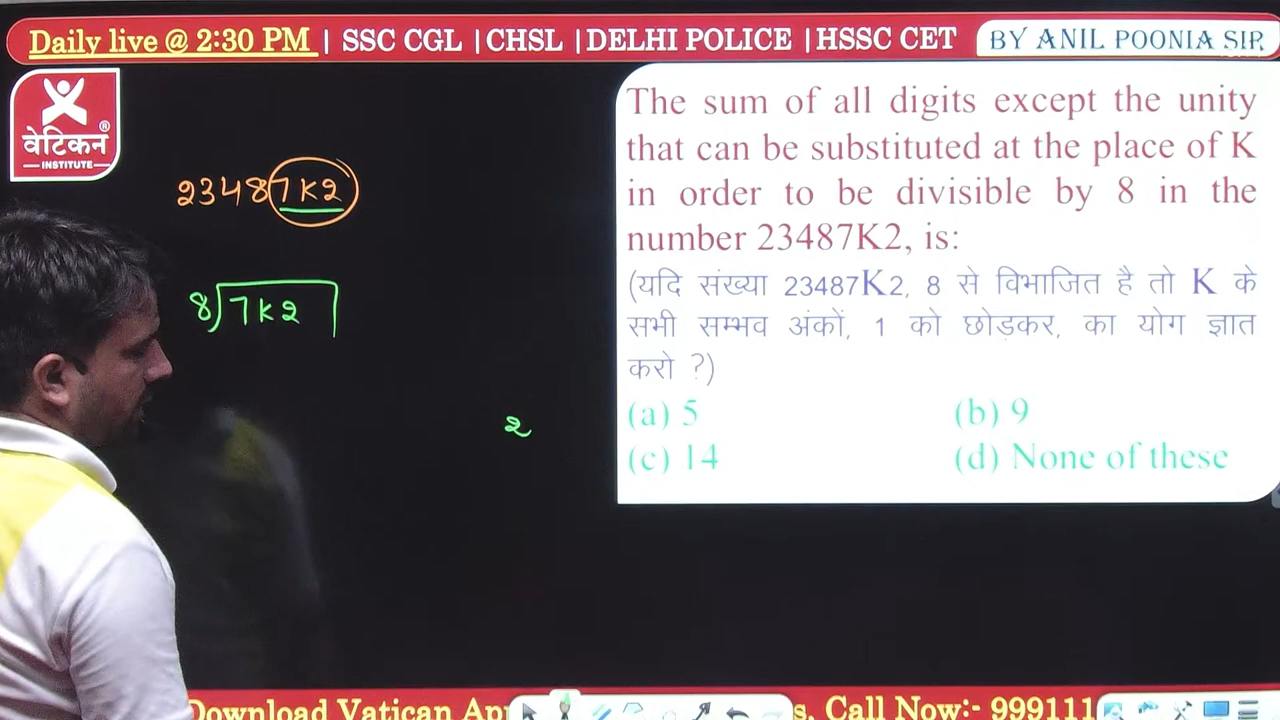 Daily live @ 2:30 PM | SSC CGL |CHSL |DELHI POLICE |HSSC CET BY ANIL POONIA SIR
वेटिकन®
INSTITUTE
23487K2
8)7K2
2
The sum of all digits except the unity
that can be substituted at the place of K
in order to be divisible by 8 in the
number 23487K2, is:
(यदि संख्या 23487K2, 8 से विभाजित है तो K के
सभी सम्भव अंकों, 1 को छोड़कर, का योग ज्ञात
करो ?)
(a) 5 (b) 9
(c) 14 (d) None of these
Download Vatican App s, Call Now:- 999111